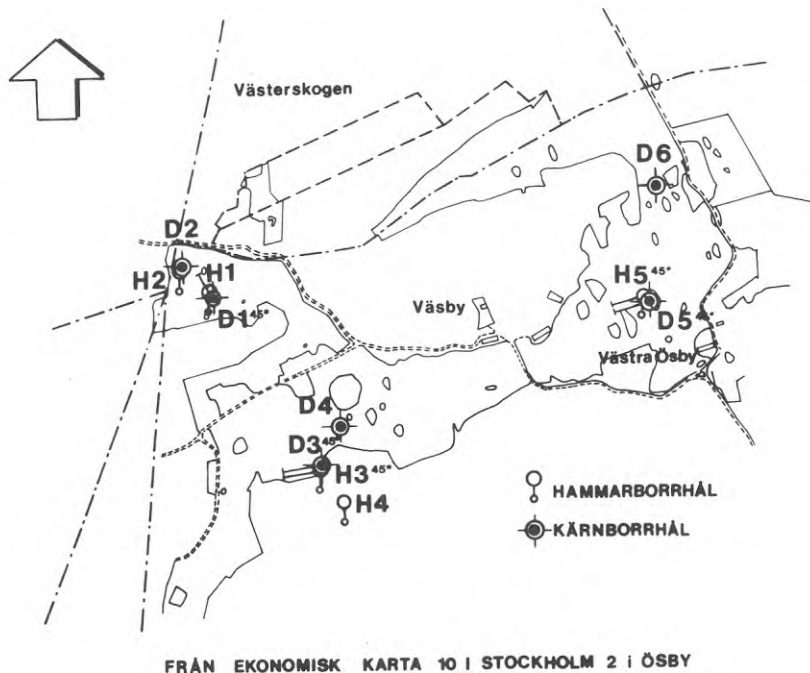 Västerskogen
D6
D2
H2
H1
D1 45°
H5 45°
D5 45°
Väsby
Västra Ösby
D4
D3 45°
H3 45°
H4
HAMMARBORRHÅL
KÄRNBORRHÅL
FRÅN EKONOMISK KARTA 10 I STOCKHOLM 2 i ÖSBY